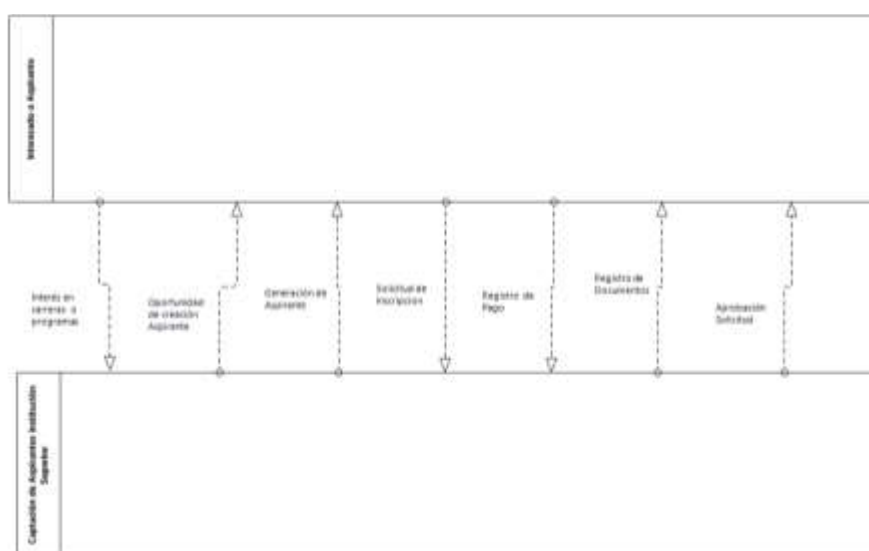 Interesado o Aspirante
Interés en
carreras o
programas
Oportunidad
de creación
Aspirante
Generación de
Aspirante
Solicitud de
Inscripción
Registro de
Pago
Registro de
Documentos
Aprobación
Solicitud
Captación de Aspirantes Institución
Superior